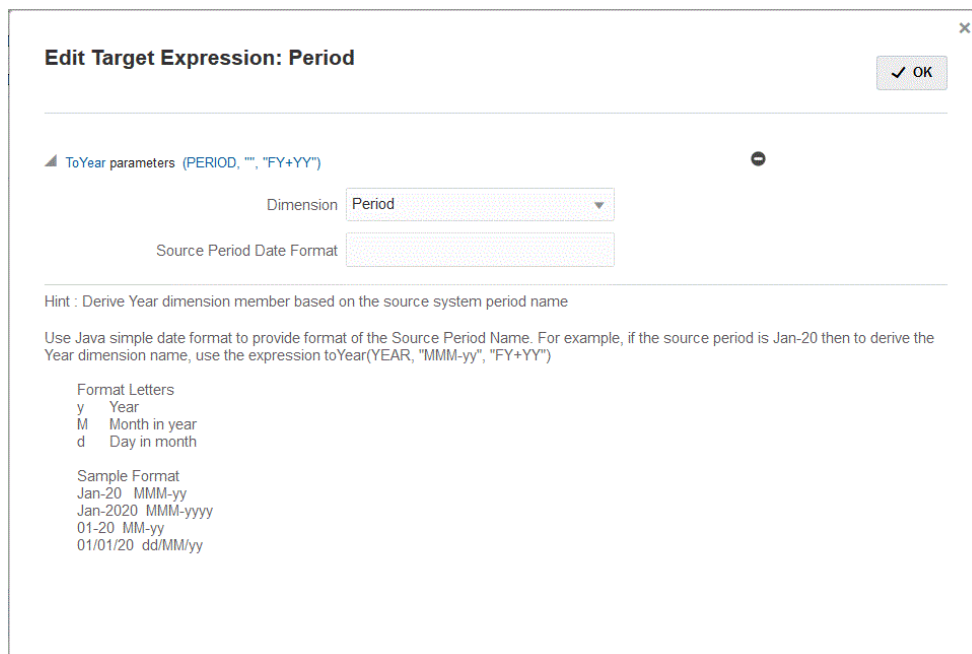 ×
Edit Target Expression: Period
OK
ToYear parameters (PERIOD, "", "FY+YY")
Dimension Period
Source Period Date Format
Hint : Derive Year dimension member based on the source system period name
Use Java simple date format to provide format of the Source Period Name. For example, if the source period is Jan-20 then to derive the
Year dimension name, use the expression toYear(YEAR, "MMM-yy", "FY+YY")
Format Letters
y Year
M Month in year
d Day in month
Sample Format
Jan-20 MMM-yy
Jan-2020 MMM-yyyy
01-20 MM-yy
01/01/20 dd/MM/yy